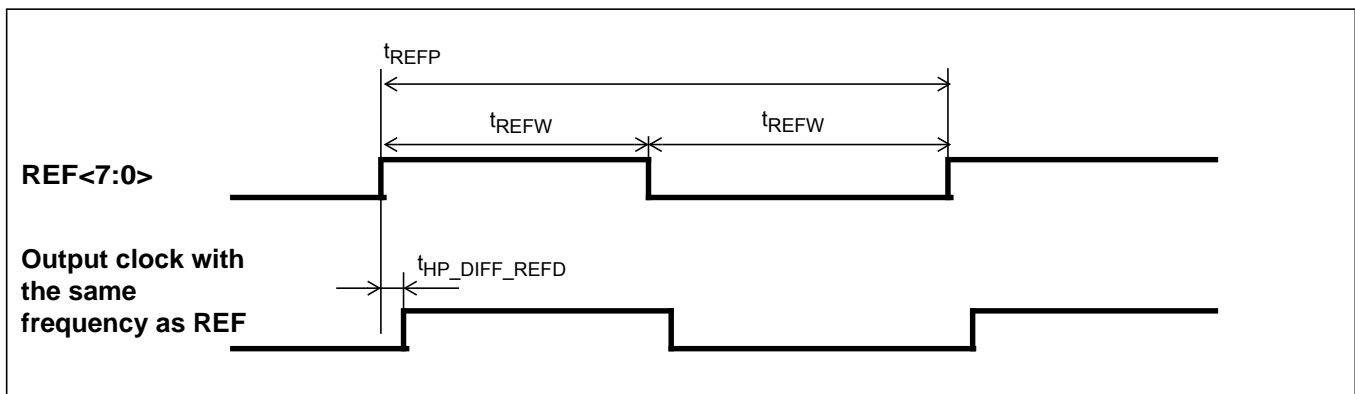 tREFP
tREFW
tREFW
REF<7:0>
Output clock with
the same
frequency as REF
tHP_DIFF_REFD